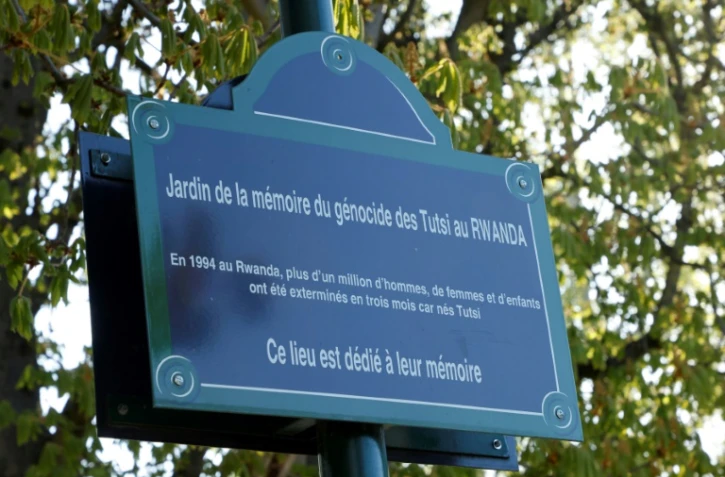 Jardin de la mémoire du génocide des Tutsi au RWANDA
En 1994 au Rwanda, plus d'un million d'hommes, de femmes et d'enfants
ont été exterminés en trois mois car nés Tutsi
Ce lieu est dédié à leur mémoire